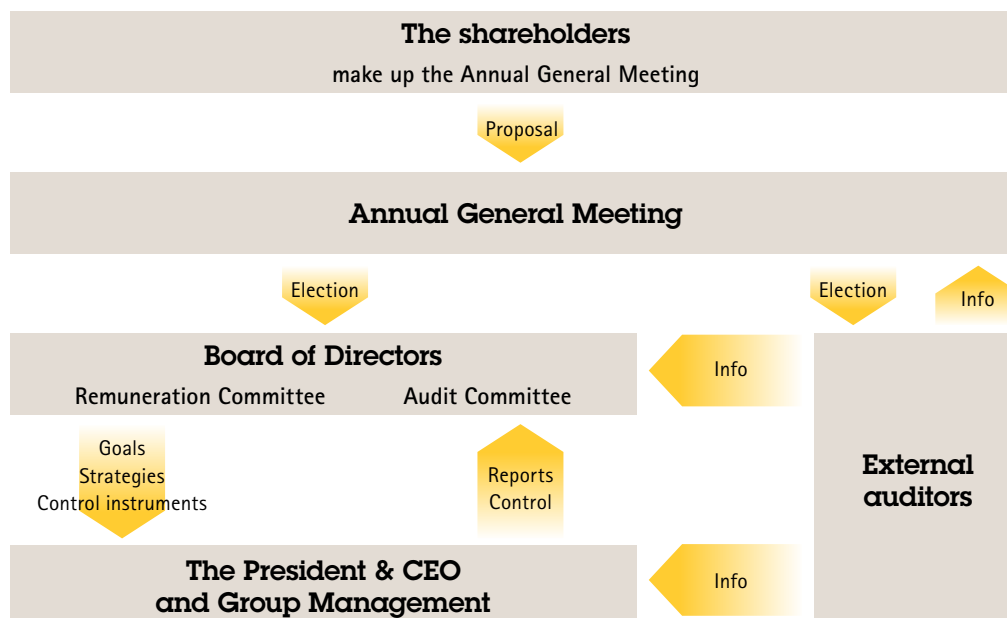 The shareholders
make up the Annual General Meeting
Proposal
Annual General Meeting
Election
Election
Info
Board of Directors
Remuneration Committee
Audit Committee
Info
Goals
Strategies
Control instruments
Reports
Control
External
auditors
The President & CEO
and Group Management
Info